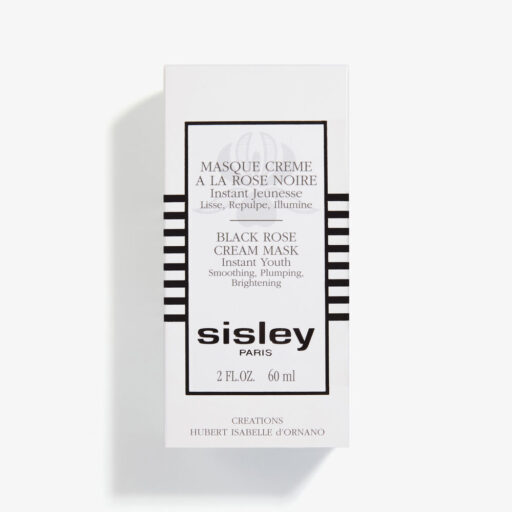 MASQUE CREME
A LA ROSE NOIRE
Instant Jeunesse
Lisse, Repulpe, Illumine
BLACK ROSE
CREAM MASK
Instant Youth
Smoothing, Plumping,
Brightening
sisley
PARIS
2 FL.OZ. 60 ml
CREATIONS
HUBERT ISABELLE d'ORNANO